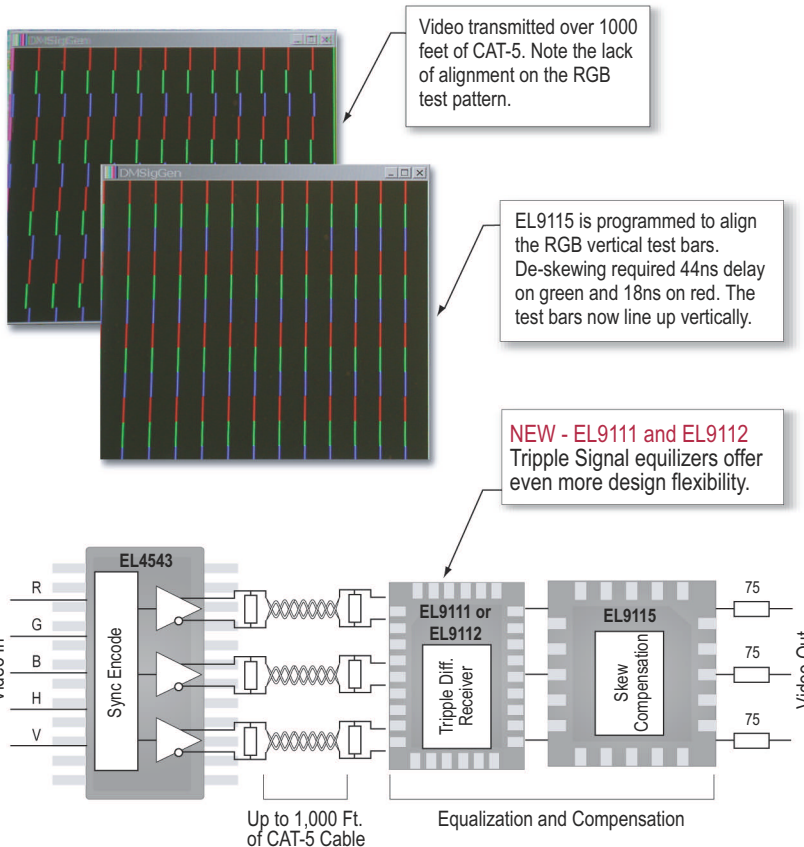 DMSigGen
Video transmitted over 1000
feet of CAT-5. Note the lack
of alignment on the RGB
test pattern.
DMSigGen
EL9115 is programmed to align
the RGB vertical test bars.
De-skewing required 44ns delay
on green and 18ns on red. The
test bars now line up vertically.
NEW - EL9111 and EL9112
Tripple Signal equilizers offer
even more design flexibility.
EL4543
R
G
B
H
V
Video In
Sync Encode
EL9111 or
EL9112
Tripple Diff.
Receiver
EL9115
Skew
Compensation
75
75
75
Video Out
Up to 1,000 Ft.
of CAT-5 Cable
Equalization and Compensation